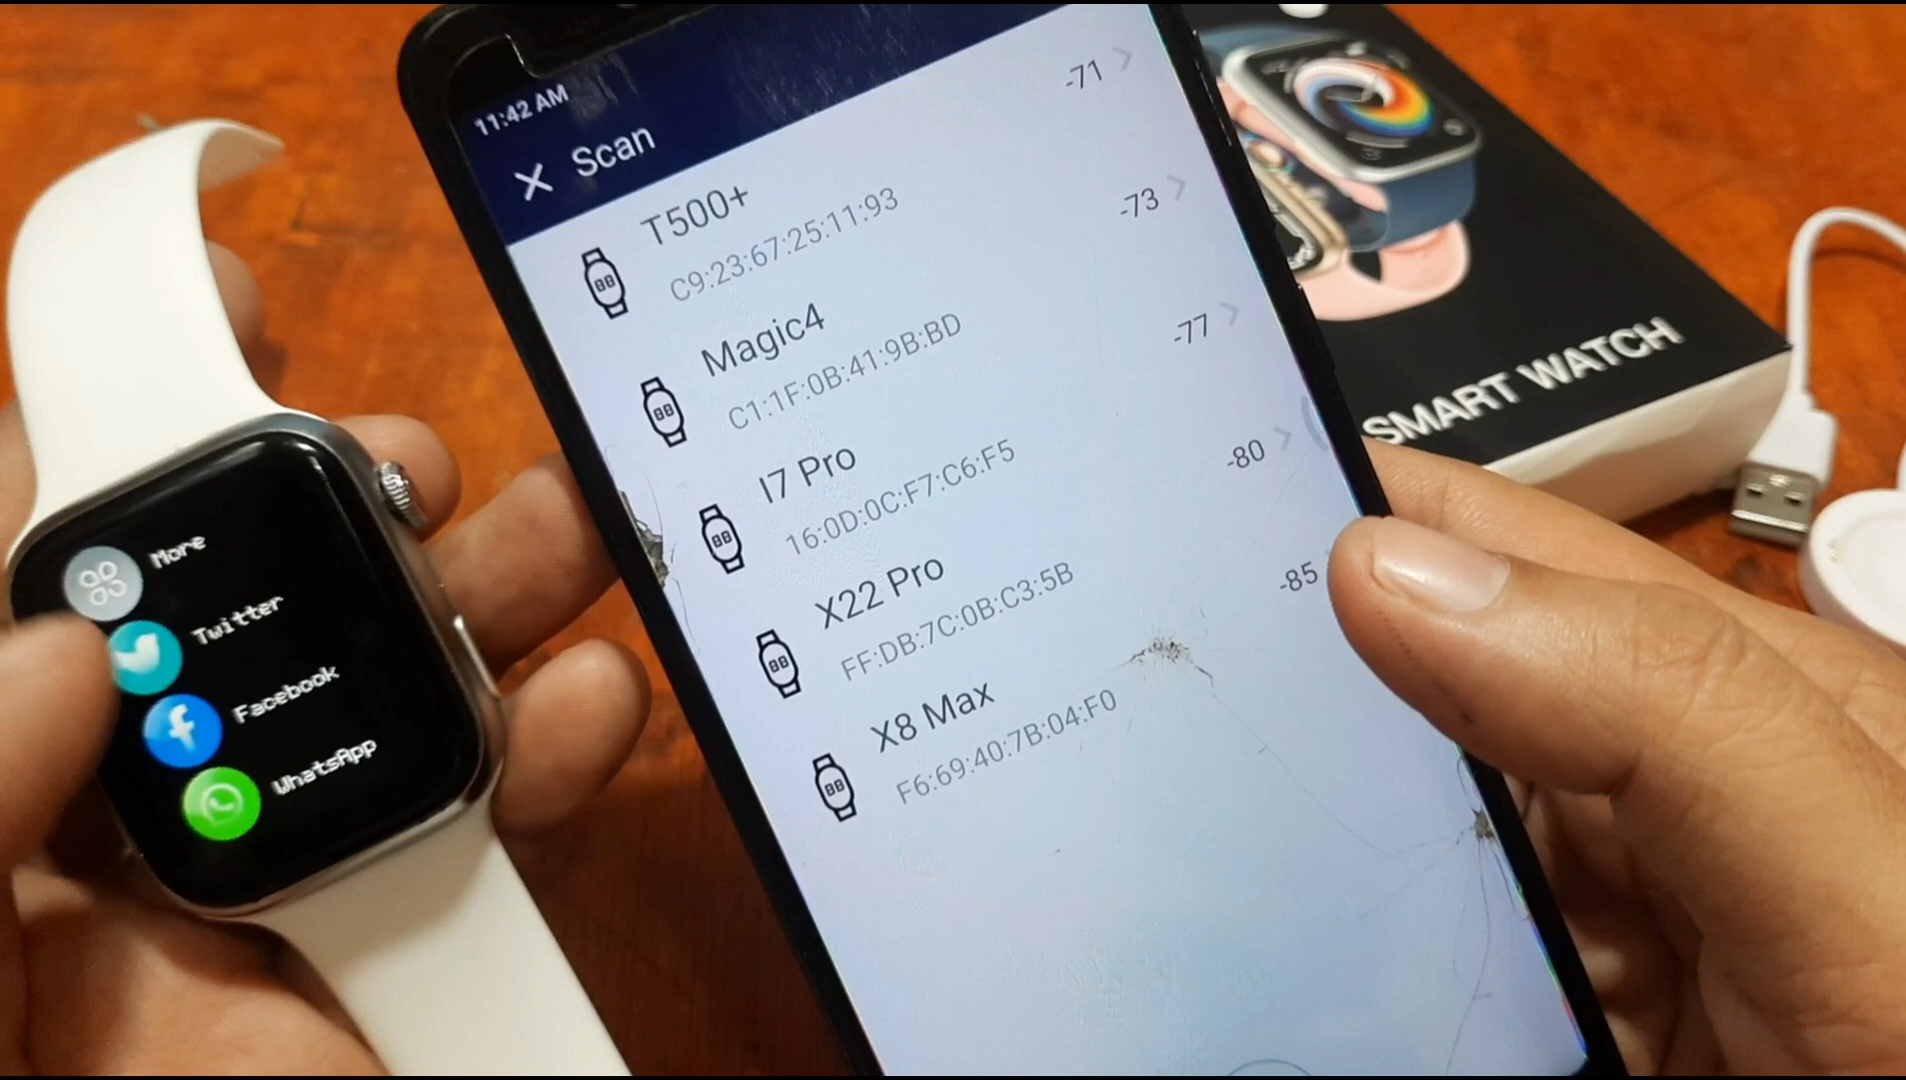 11:42 AM
Scan
T500+
C9:23:67:25:11:93
-71
Magic4
C1:1F:0B:41:9B:BD
-73
I7 Pro
16:0D:0C:F7:C6:F5
-77
X22 Pro
FF:DB:7C:0B:C3:5B
-80
X8 Max
F6:69:40:7B:04:F0
-85
More
Twitter
Facebook
WhatsApp
SMART WATCH